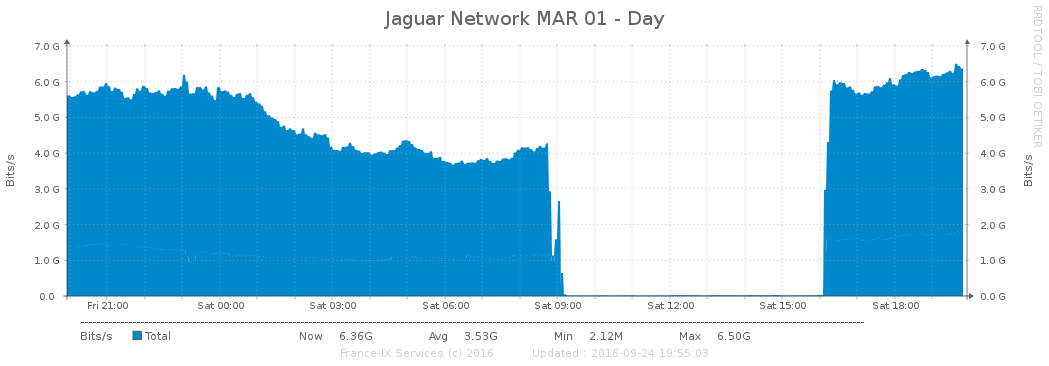 Jaguar Network MAR 01 - Day
RRDTOOL / TOBI OETIKER
Bits/s
7.0 G
6.0 G
5.0 G
4.0 G
3.0 G
2.0 G
1.0 G
0.0
7.0 G
6.0 G
5.0 G
4.0 G
3.0 G
2.0 G
1.0 G
0.0 G
Bits/s
Fri 21:00 Sat 00:00 Sat 03:00 Sat 06:00 Sat 09:00 Sat 12:00 Sat 15:00 Sat 18:00
Bits/s Total Now 6.36G Avg 3.53G Min 2.12M Max 6.50G
France-IX Services (c) 2016 Updated : 2016-09-24 19:55:03